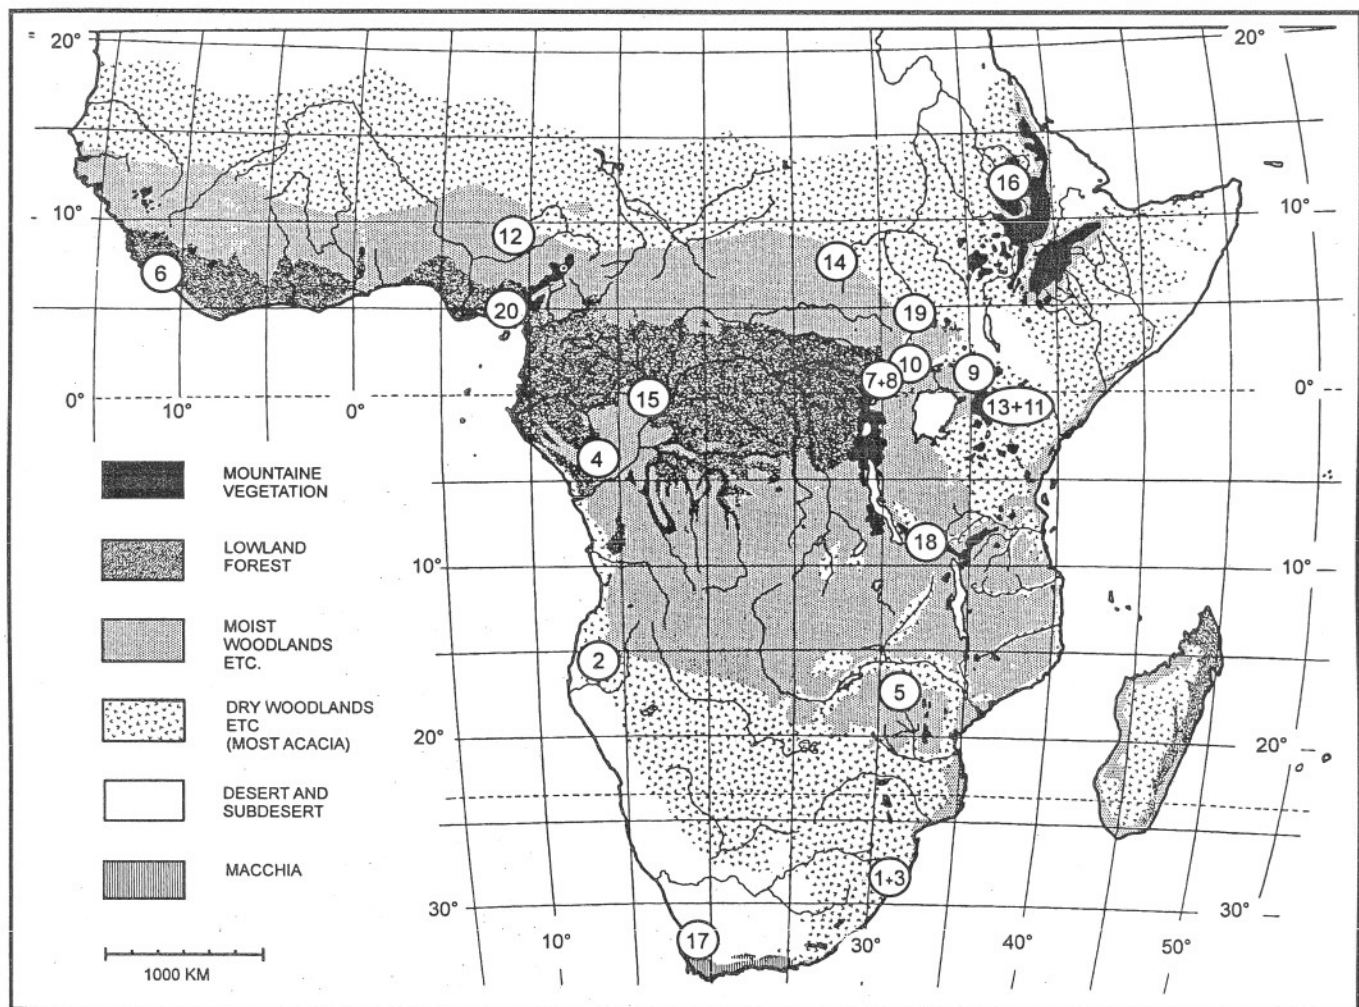 20°
20°
16
10°
12
10°
14
6
20
19
10
9
7+8
0°
10°
0°
15
13+11
0°
4
MOUNTAINE
VEGETATION
LOWLAND
FOREST
18
10°
10°
MOIST
WOODLANDS
ETC.
2
5
DRY WOODLANDS
ETC
(MOST ACACIA)
20°
20°
DESERT AND
SUBDESERT
MACCHIA
1+3
30°
30°
17
10°
30°
40°
50°
1000 KM